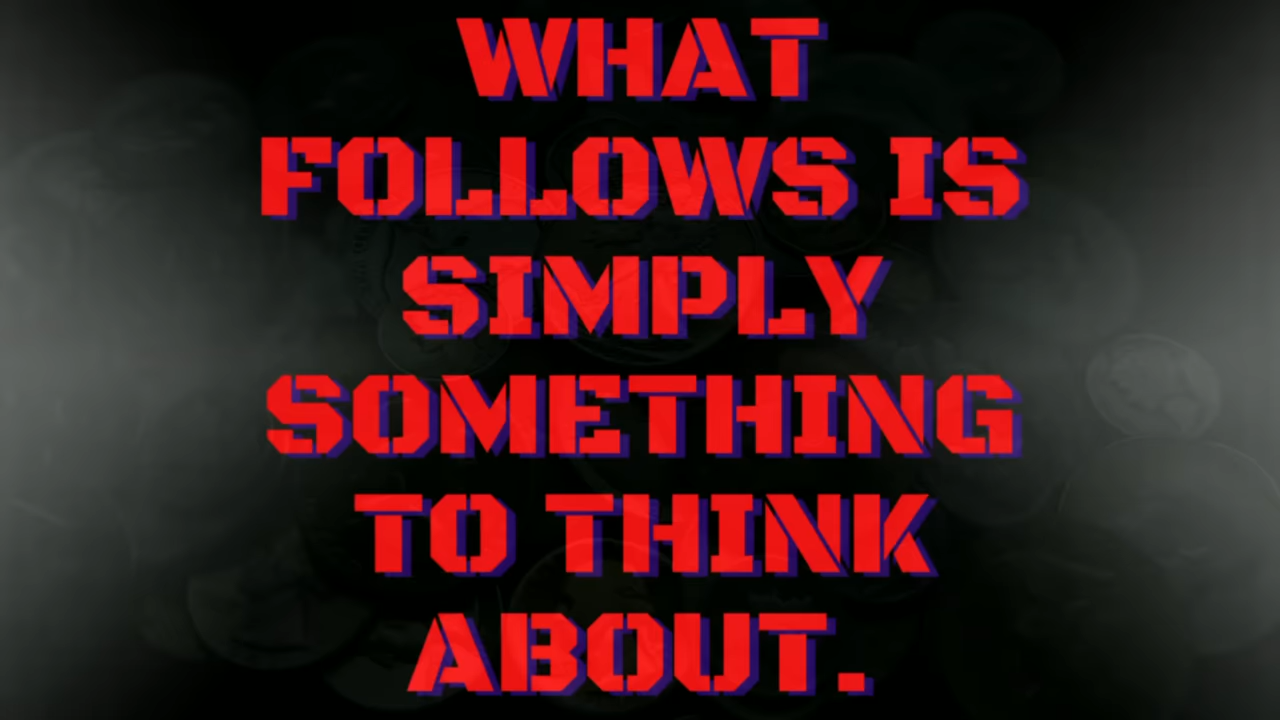 WHAT
FOLLOWS IS
SIMPLY
SOMETHING
TO THINK
ABOUT.